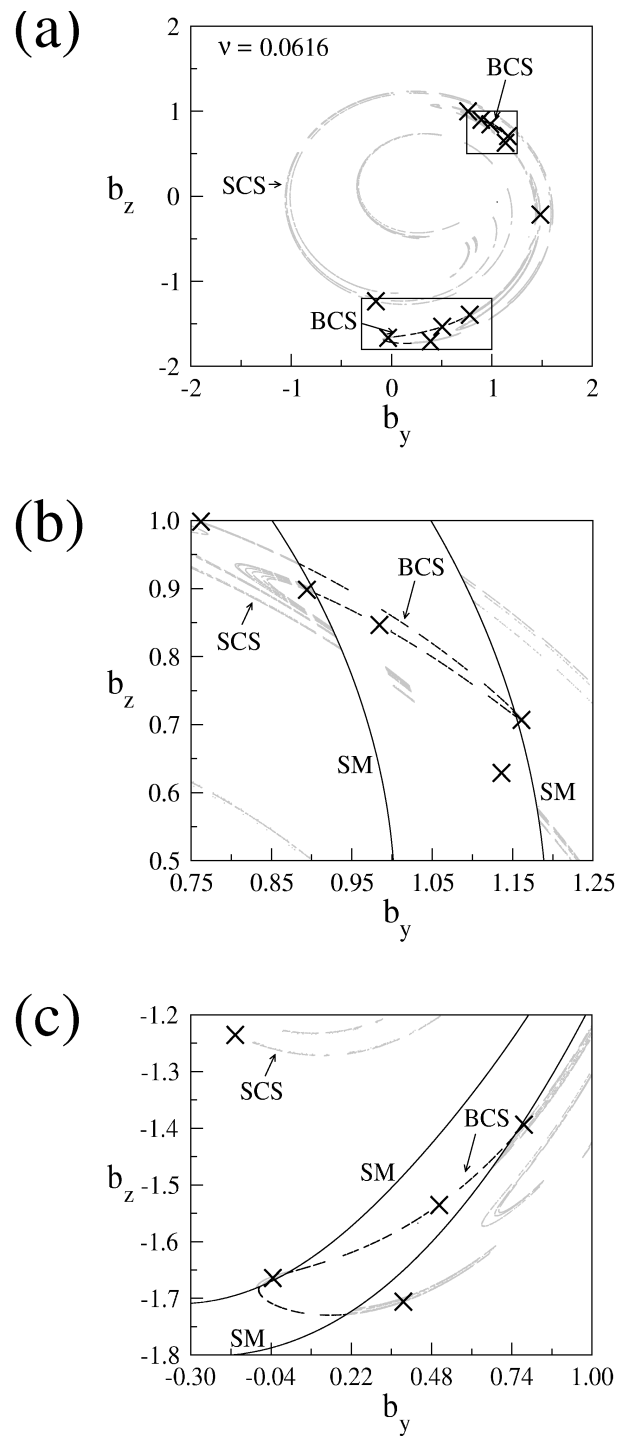 (a)
ν = 0.0616
2
1
0
-1
-2
b_z
BCS
SCS
BCS
-2 -1 0 1 2
b_y
(b)
1.0
0.9
0.8
0.7
0.6
0.5
b_z
BCS
SCS
SM
SM
0.75 0.85 0.95 1.05 1.15 1.25
b_y
(c)
-1.2
-1.3
-1.4
-1.5
-1.6
-1.7
-1.8
b_z
SCS
BCS
SM
SM
-0.30 -0.04 0.22 0.48 0.74 1.00
b_y